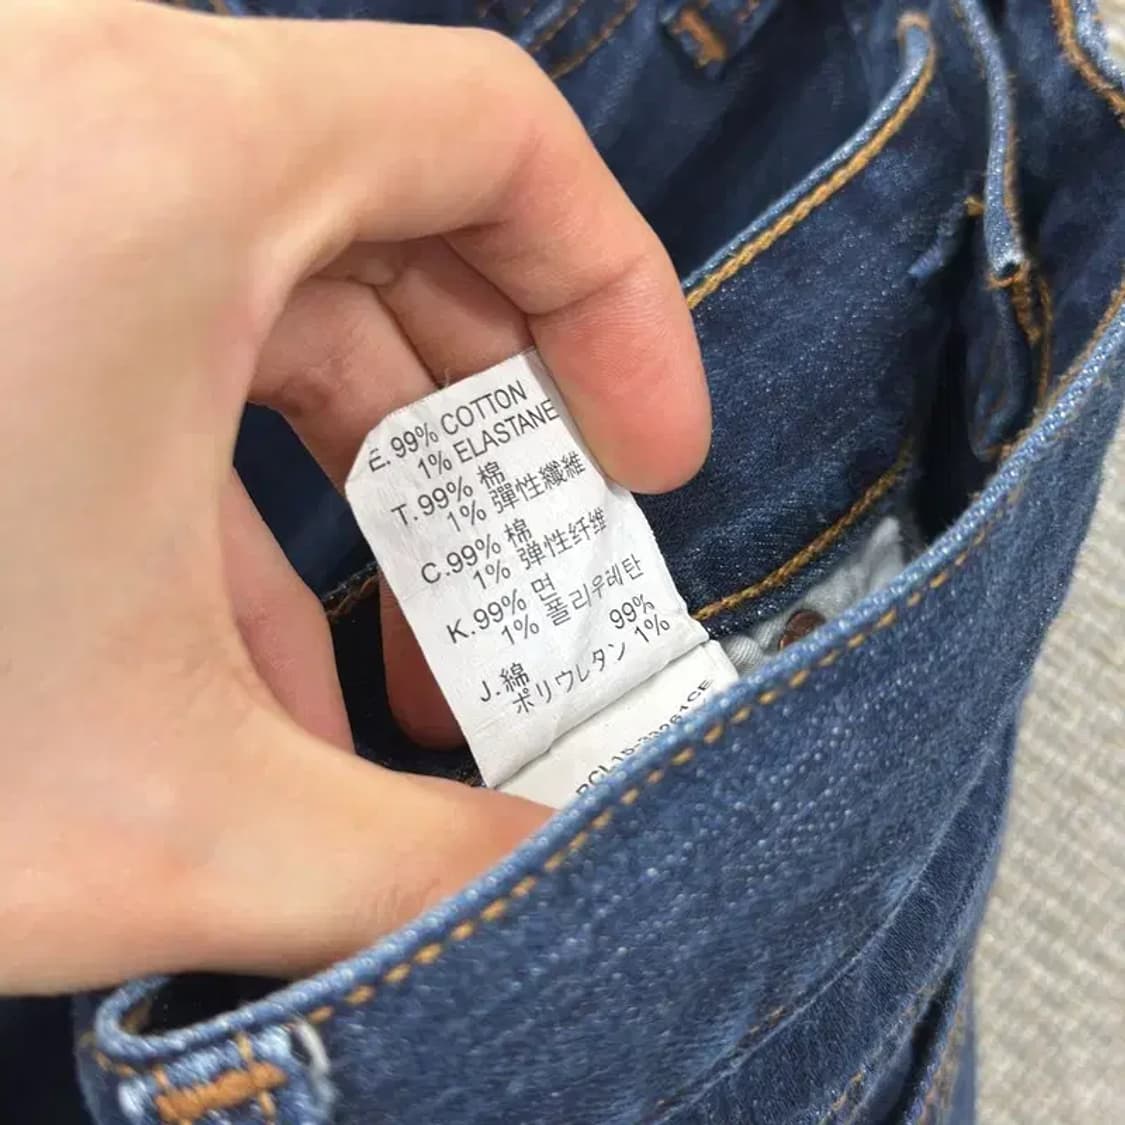 E.99% COTTON
1% ELASTANE
T.99% 棉
1% 彈性纖維
C.99% 棉
1% 弹性纤维
K.99% 면
1% 폴리우레탄
J.綿 99%
ポリウレタン 1%